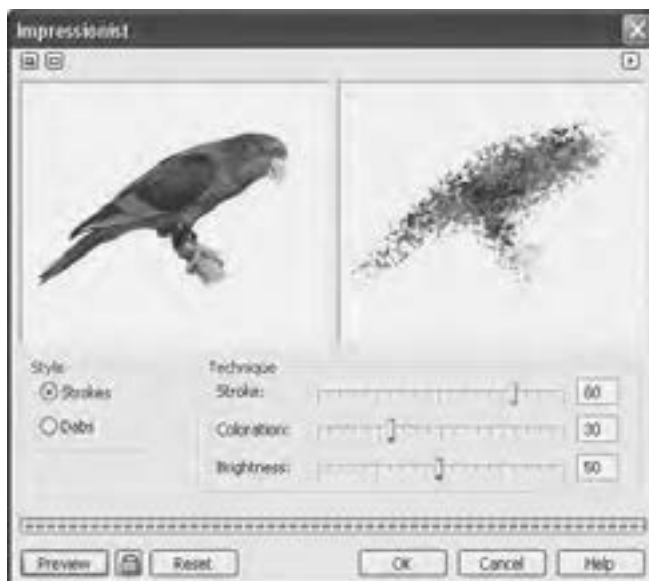 Impressionist
Style
Strokes
Dabs
Technique
Stroke: 80
Coloration: 30
Brightness: 50
Preview Reset OK Cancel Help